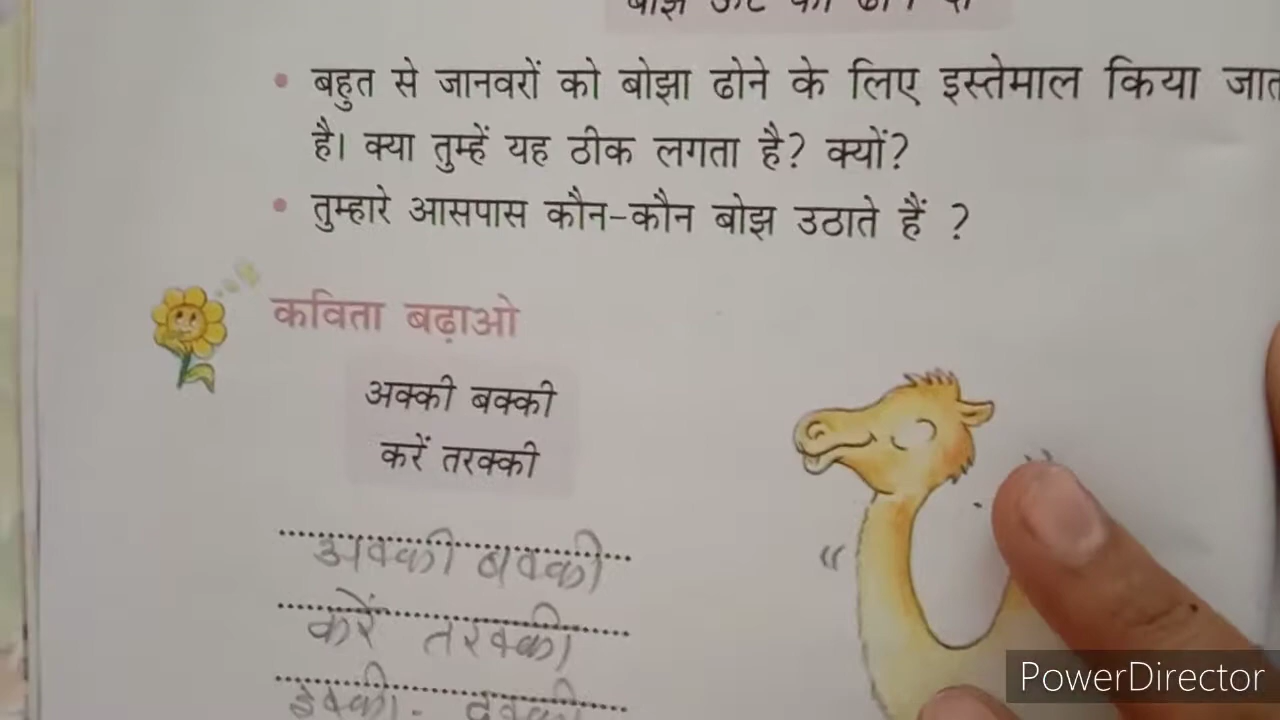 बोझ ऊँट का ढोने दो
बहुत से जानवरों को बोझा ढोने के लिए इस्तेमाल किया जात
है। क्या तुम्हें यह ठीक लगता है? क्यों?
तुम्हारे आसपास कौन-कौन बोझ उठाते हैं ?
कविता बढ़ाओ
अक्की बक्की
करें तरक्की
अक्की बक्की
करें तरक्की
PowerDirector